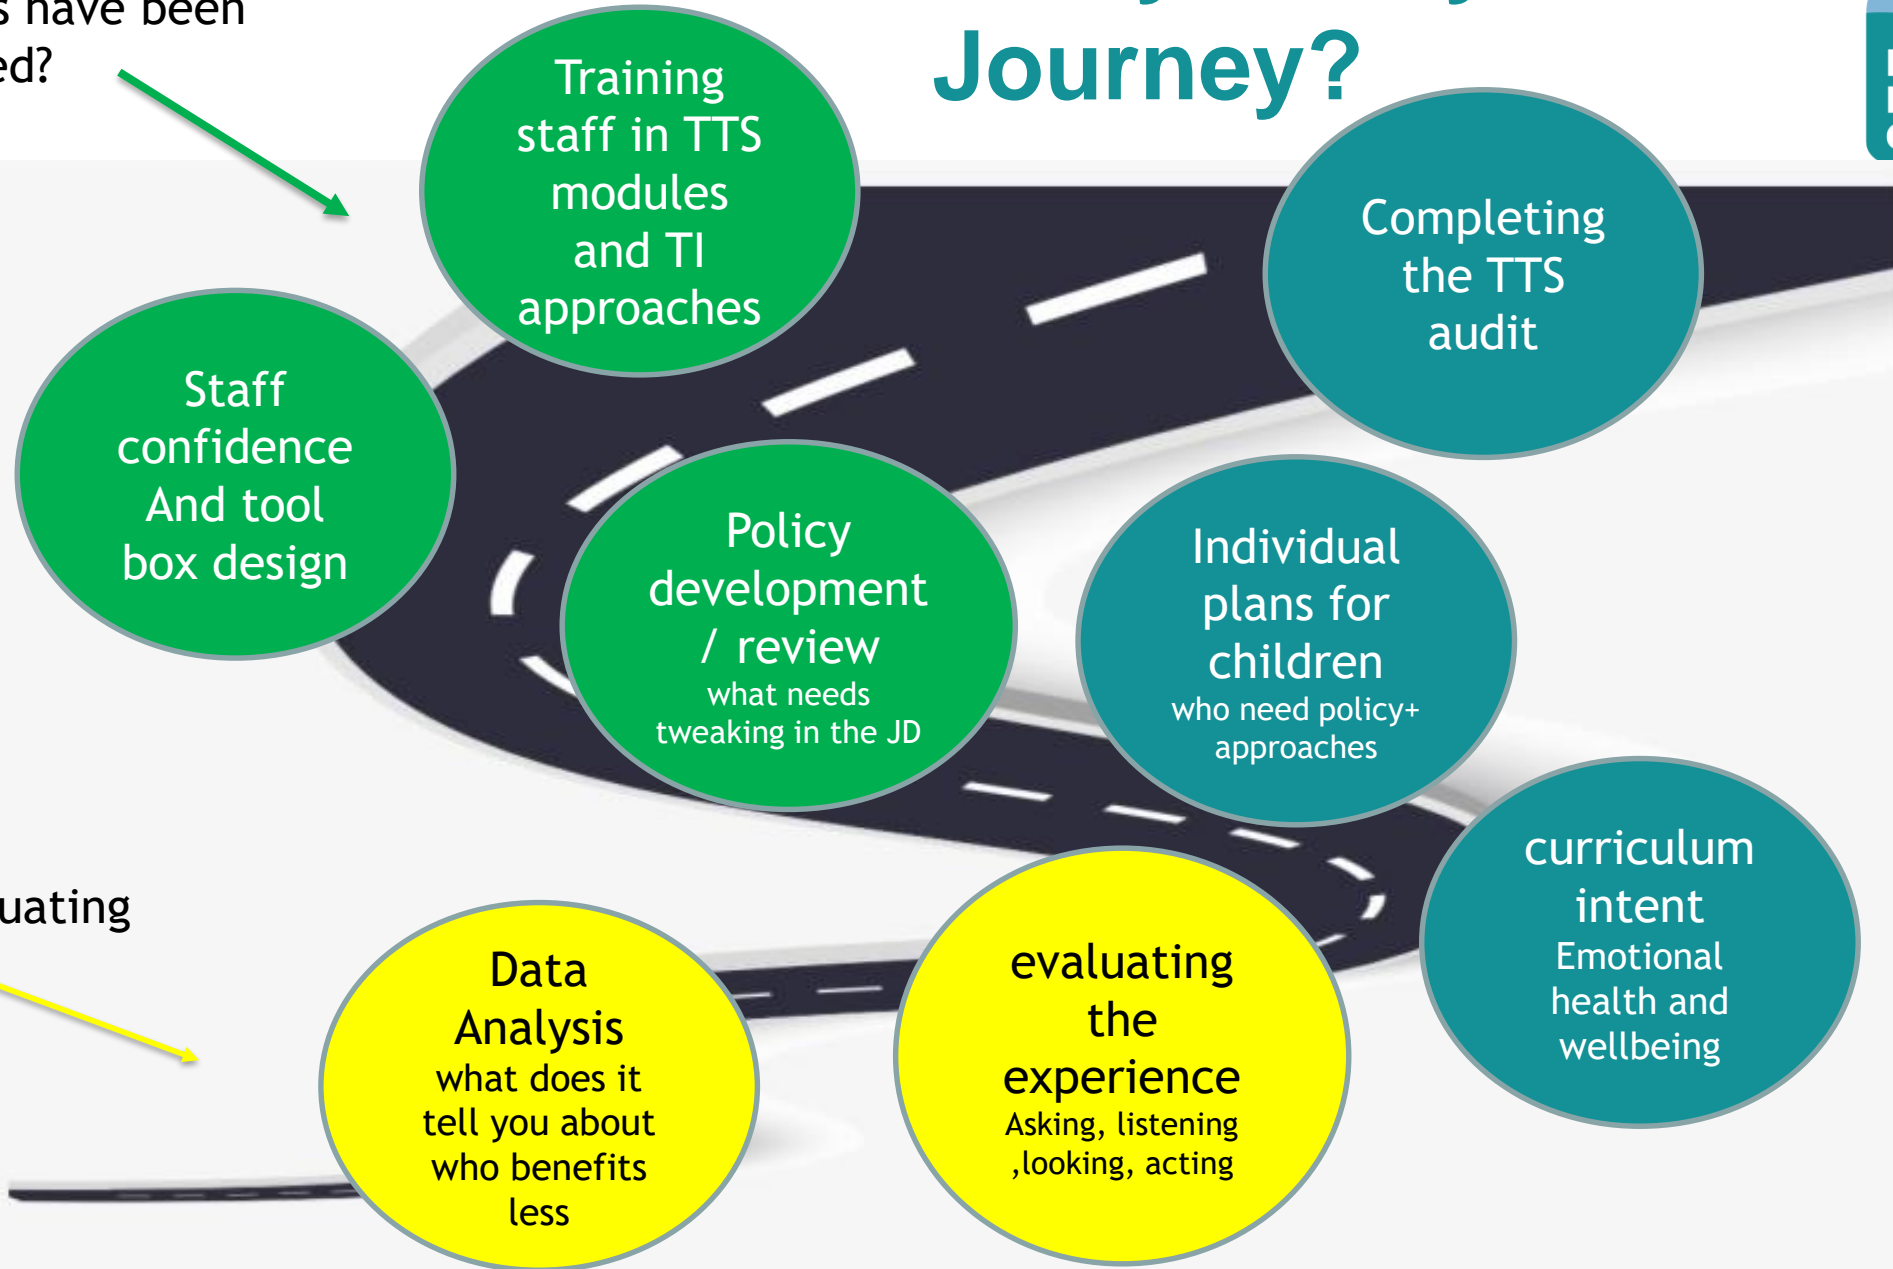 s have been
ed?
Journey?
Training
staff in TTS
modules
and TI
approaches
Completing
the TTS
audit
Staff
confidence
And tool
box design
Policy
development
/ review
what needs
tweaking in the JD
Individual
plans for
children
who need policy+
approaches
curriculum
intent
Emotional
health and
wellbeing
uating
Data
Analysis
what does it
tell you about
who benefits
less
evaluating
the
experience
Asking, listening
,looking, acting